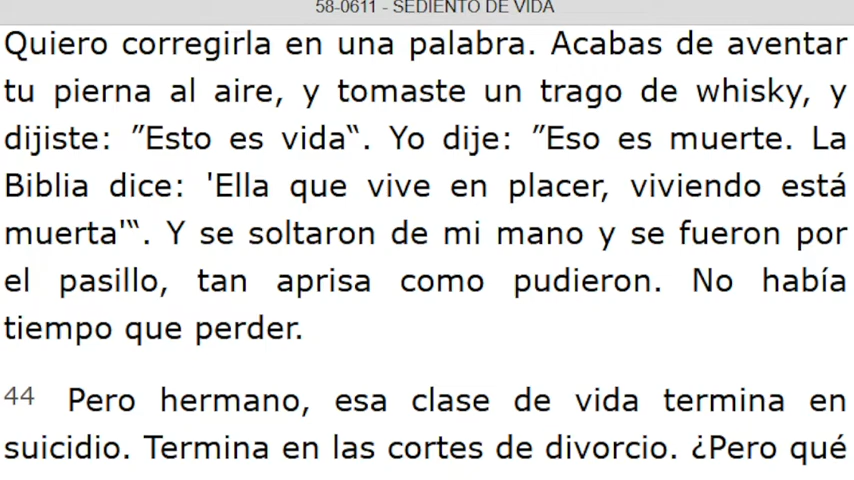 58-0611 - SEDIENTO DE VIDA
Quiero corregirla en una palabra. Acabas de aventar
tu pierna al aire, y tomaste un trago de whisky, y
dijiste: ”Esto es vida“. Yo dije: ”Eso es muerte. La
Biblia dice: 'Ella que vive en placer, viviendo está
muerta'“. Y se soltaron de mi mano y se fueron por
el pasillo, tan aprisa como pudieron. No había
tiempo que perder.
44 Pero hermano, esa clase de vida termina en
suicidio. Termina en las cortes de divorcio. ¿Pero qué